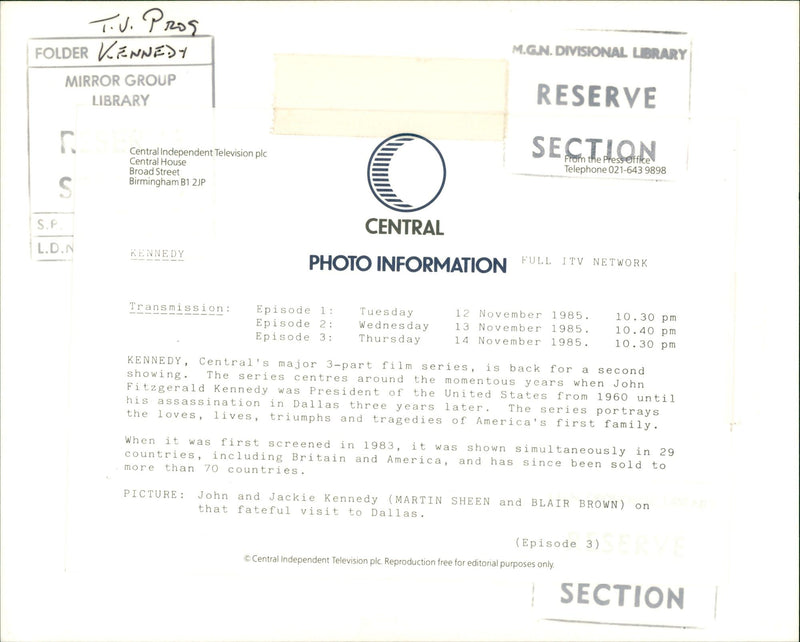 T.V. PROG
FOLDER KENNEDY
MIRROR GROUP
LIBRARY
S.P.
L.D.N
M.G.N. DIVISIONAL LIBRARY
RESERVE
SECTION
Central Independent Television plc
Central House
Broad Street
Birmingham B1 2JP
From the Press Office
Telephone 021-643 9898
CENTRAL
KENNEDY
PHOTO INFORMATION
FULL ITV NETWORK
Transmission: Episode 1: Tuesday 12 November 1985. 10.30 pm
Episode 2: Wednesday 13 November 1985. 10.40 pm
Episode 3: Thursday 14 November 1985. 10.30 pm
KENNEDY, Central's major 3-part film series, is back for a second
showing. The series centres around the momentous years when John
Fitzgerald Kennedy was President of the United States from 1960 until
his assassination in Dallas three years later. The series portrays
the loves, lives, triumphs and tragedies of America's first family.
When it was first screened in 1983, it was shown simultaneously in 29
countries, including Britain and America, and has since been sold to
more than 70 countries.
PICTURE: John and Jackie Kennedy (MARTIN SHEEN and BLAIR BROWN) on
that fateful visit to Dallas.
(Episode 3)
RESERVE
© Central Independent Television plc. Reproduction free for editorial purposes only.
SECTION